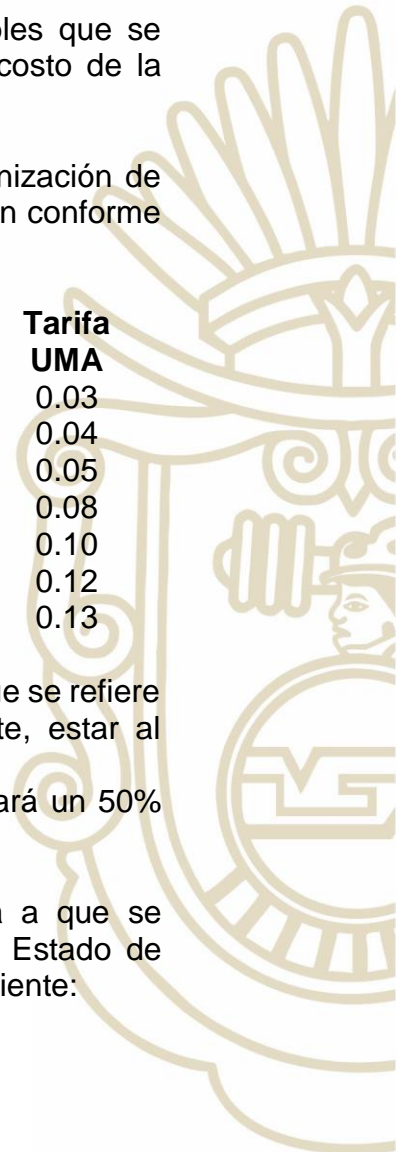 les que se
costo de la
nización de
n conforme
Tarifa
UMA
0.03
0.04
0.05
0.08
0.10
0.12
0.13
ue se refiere
te, estar al
ará un 50%
a que se
Estado de
iente: